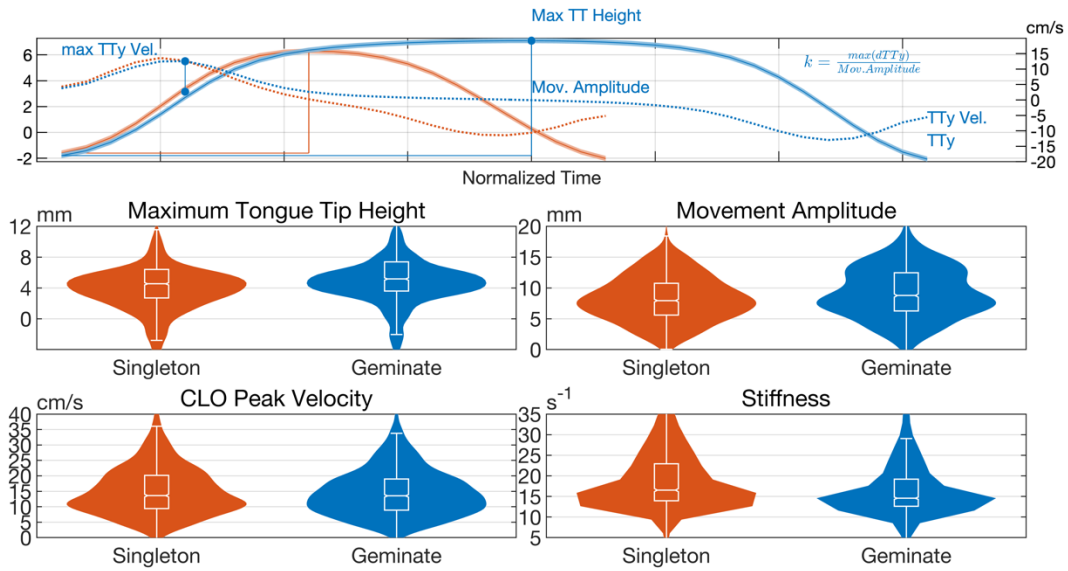 Max TT Height
cm/s
max TTy Vel.
6
4
2
0
-2
15
10
5
0
-5
-10
-15
-20
k = max(dTTy) / Mov.Amplitude
Mov. Amplitude
TTy Vel.
TTy
Normalized Time
mm
Maximum Tongue Tip Height
12
8
4
0
Singleton
Geminate
mm
Movement Amplitude
20
15
10
5
0
Singleton
Geminate
cm/s
CLO Peak Velocity
40
35
30
25
20
15
10
5
0
Singleton
Geminate
s⁻¹
Stiffness
35
30
25
20
15
10
5
Singleton
Geminate